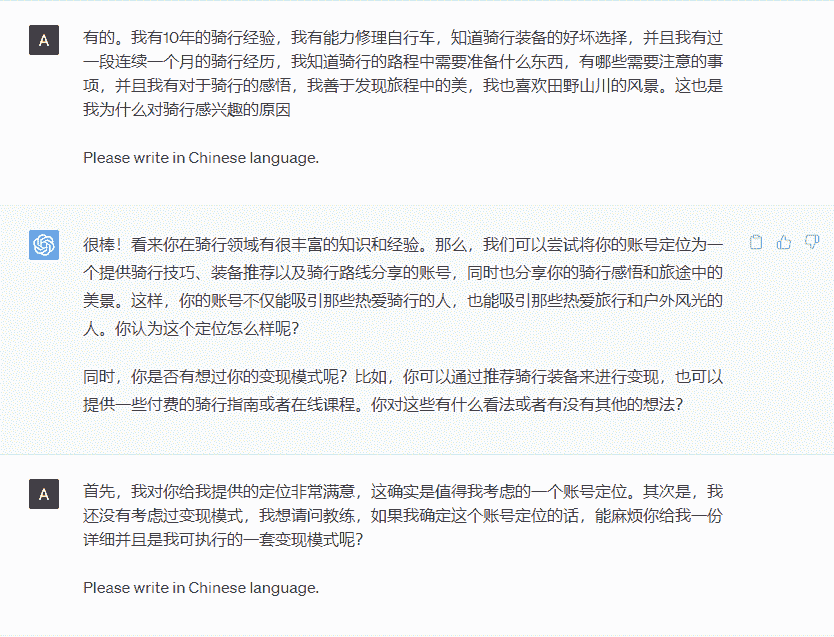 A
有的。我有10年的骑行经验，我有能力修理自行车，知道骑行装备的好坏选择，并且我有过
一段连续一个月的骑行经历，我知道骑行的路程中需要准备什么东西，有哪些需要注意的事
项，并且我有对于骑行的感悟，我善于发现旅程中的美，我也喜欢田野山川的风景。这也是
我为什么对骑行感兴趣的原因
Please write in Chinese language.
很棒！看来你在骑行领域有很丰富的知识和经验。那么，我们可以尝试将你的账号定位为一
个提供骑行技巧、装备推荐以及骑行路线分享的账号，同时也分享你的骑行感悟和旅途中的
美景。这样，你的账号不仅能吸引那些热爱骑行的人，也能吸引那些热爱旅行和户外风光的
人。你认为这个定位怎么样呢？
同时，你是否有想过你的变现模式呢？比如，你可以通过推荐骑行装备来进行变现，也可以
提供一些付费的骑行指南或者在线课程。你对这些有什么看法或者有没有其他的想法？
A
首先，我对你给我提供的定位非常满意，这确实是值得我考虑的一个账号定位。其次是，我
还没有考虑过变现模式，我想请问教练，如果我确定这个账号定位的话，能麻烦你给我一份
详细并且是我可执行的一套变现模式呢？
Please write in Chinese language.